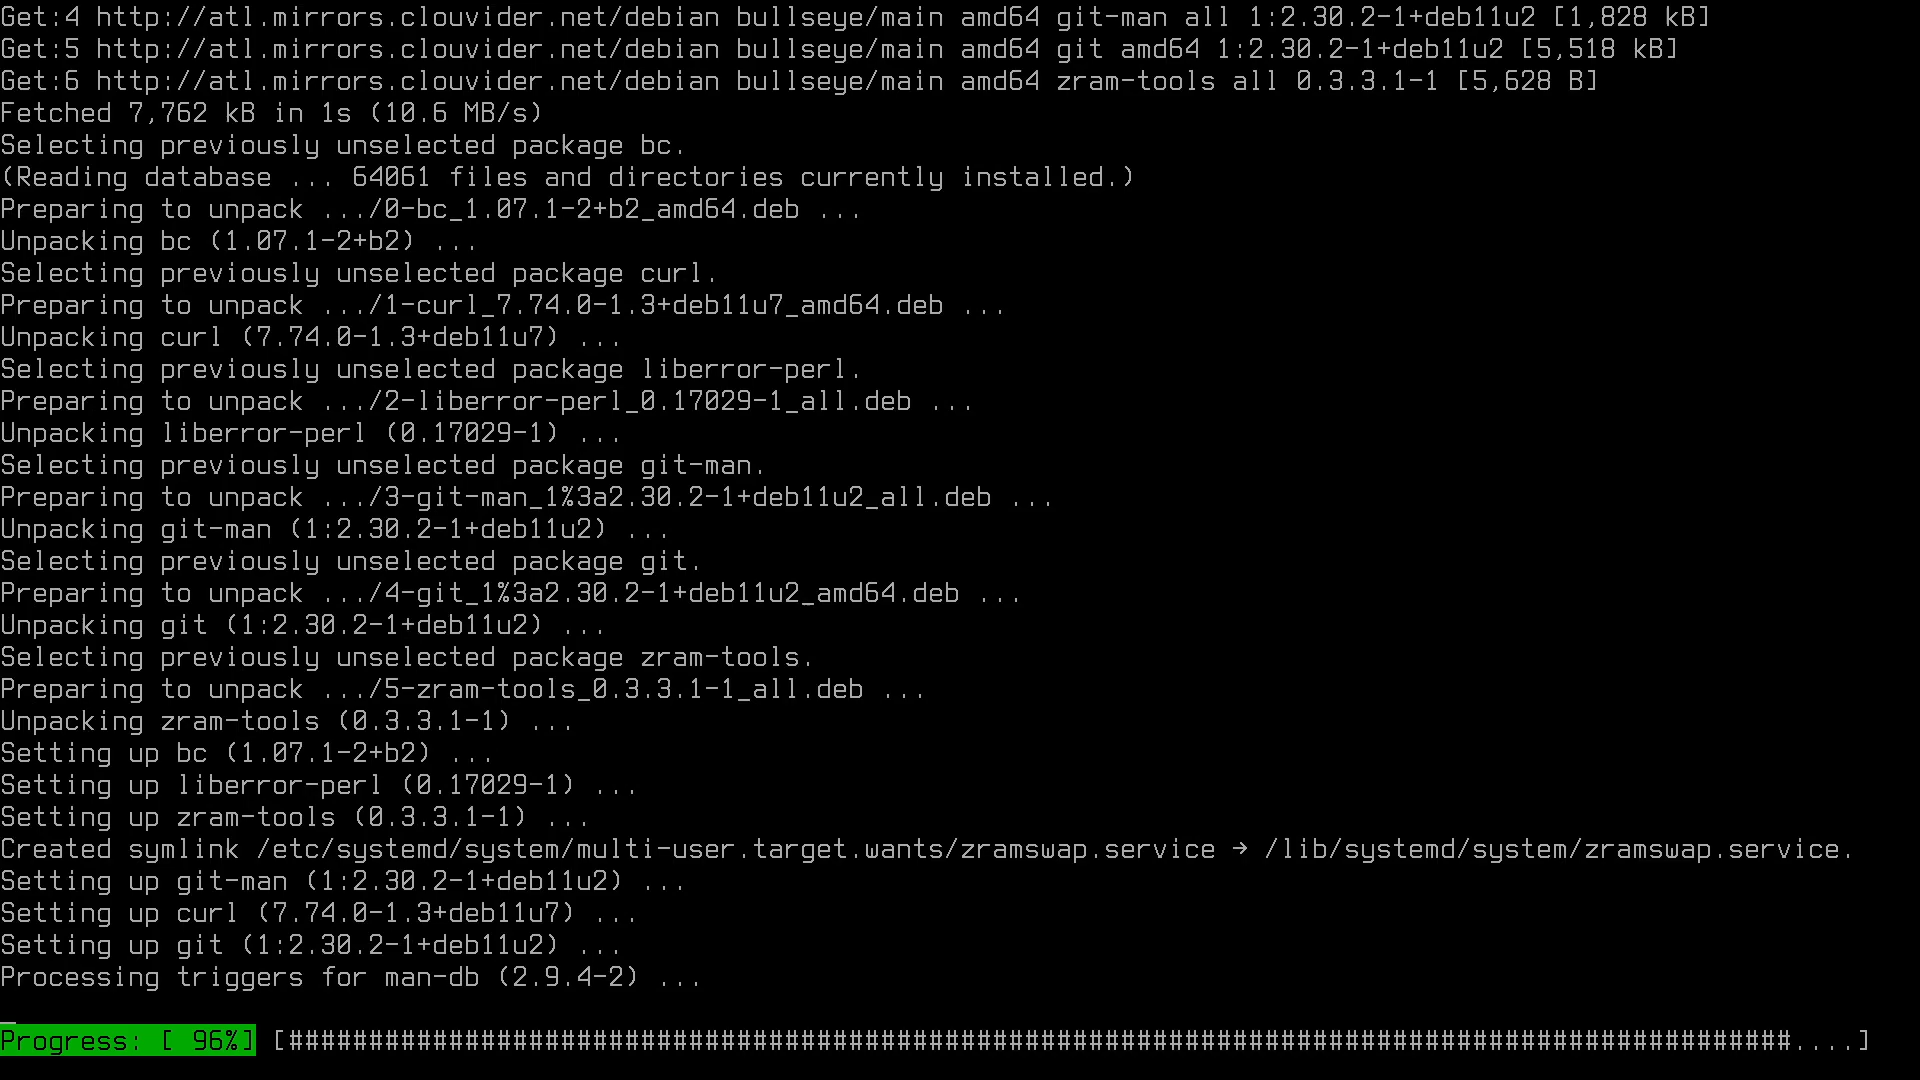 Get:4 http://atl.mirrors.clouvider.net/debian bullseye/main amd64 git-man all 1:2.30.2-1+deb11u2 [1,828 kB]
Get:5 http://atl.mirrors.clouvider.net/debian bullseye/main amd64 git amd64 1:2.30.2-1+deb11u2 [5,518 kB]
Get:6 http://atl.mirrors.clouvider.net/debian bullseye/main amd64 zram-tools all 0.3.3.1-1 [5,628 B]
Fetched 7,762 kB in 1s (10.6 MB/s)
Selecting previously unselected package bc.
(Reading database ... 64061 files and directories currently installed.)
Preparing to unpack .../0-bc_1.07.1-2+b2_amd64.deb ...
Unpacking bc (1.07.1-2+b2) ...
Selecting previously unselected package curl.
Preparing to unpack .../1-curl_7.74.0-1.3+deb11u7_amd64.deb ...
Unpacking curl (7.74.0-1.3+deb11u7) ...
Selecting previously unselected package liberror-perl.
Preparing to unpack .../2-liberror-perl_0.17029-1_all.deb ...
Unpacking liberror-perl (0.17029-1) ...
Selecting previously unselected package git-man.
Preparing to unpack .../3-git-man_1%3a2.30.2-1+deb11u2_all.deb ...
Unpacking git-man (1:2.30.2-1+deb11u2) ...
Selecting previously unselected package git.
Preparing to unpack .../4-git_1%3a2.30.2-1+deb11u2_amd64.deb ...
Unpacking git (1:2.30.2-1+deb11u2) ...
Selecting previously unselected package zram-tools.
Preparing to unpack .../5-zram-tools_0.3.3.1-1_all.deb ...
Unpacking zram-tools (0.3.3.1-1) ...
Setting up bc (1.07.1-2+b2) ...
Setting up liberror-perl (0.17029-1) ...
Setting up zram-tools (0.3.3.1-1) ...
Created symlink /etc/systemd/system/multi-user.target.wants/zramswap.service → /lib/systemd/system/zramswap.service.
Setting up git-man (1:2.30.2-1+deb11u2) ...
Setting up curl (7.74.0-1.3+deb11u7) ...
Setting up git (1:2.30.2-1+deb11u2) ...
Processing triggers for man-db (2.9.4-2) ...
Progress: [ 96%] [##############################################################################################....]